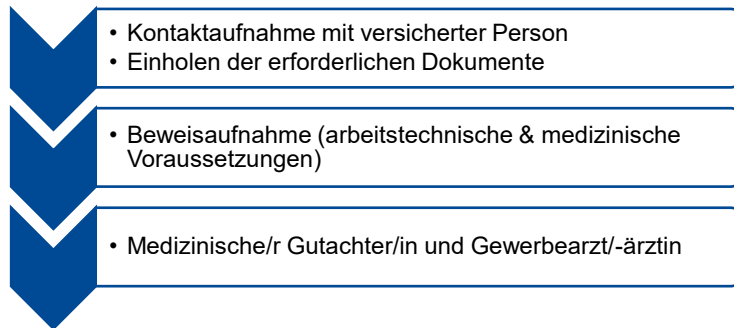 • Kontaktaufnahme mit versicherter Person
• Einholen der erforderlichen Dokumente
• Beweisaufnahme (arbeitstechnische & medizinische
Voraussetzungen)
• Medizinische/r Gutachter/in und Gewerbearzt/-ärztin